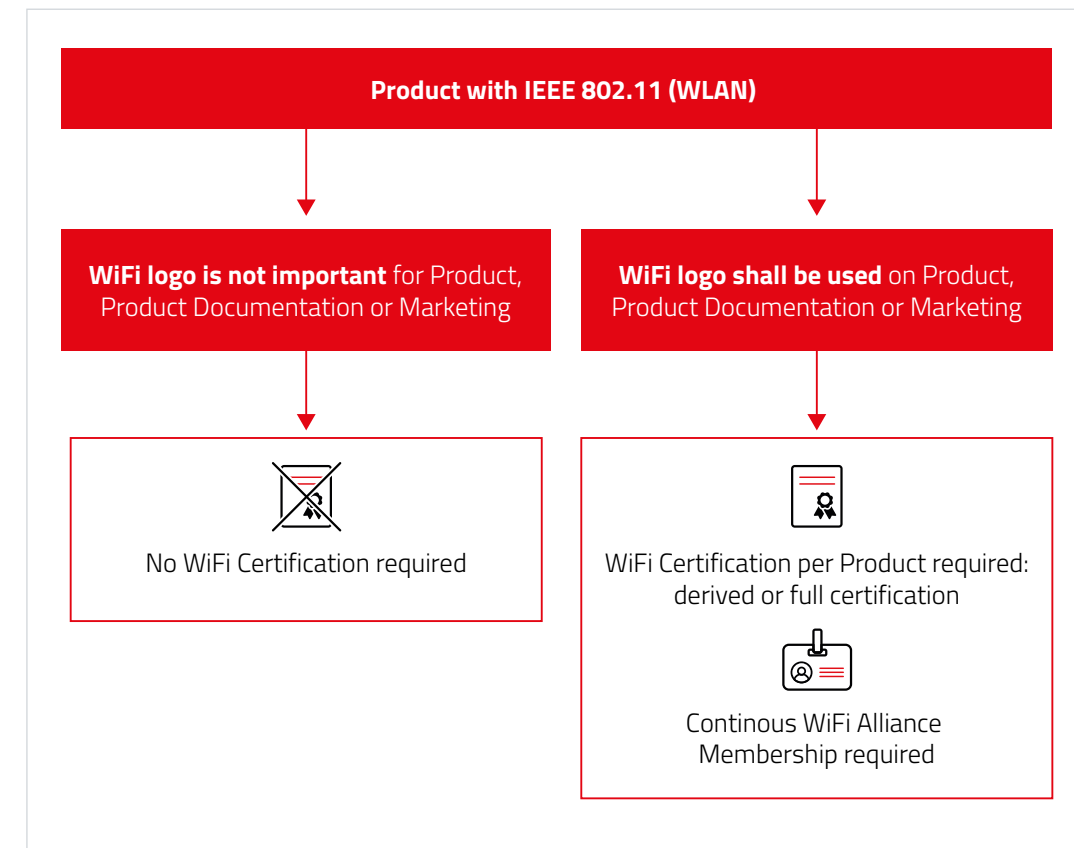 Product with IEEE 802.11 (WLAN)
WiFi logo is not important for Product,
Product Documentation or Marketing
WiFi logo shall be used on Product,
Product Documentation or Marketing
No WiFi Certification required
WiFi Certification per Product required:
derived or full certification
Continous WiFi Alliance
Membership required